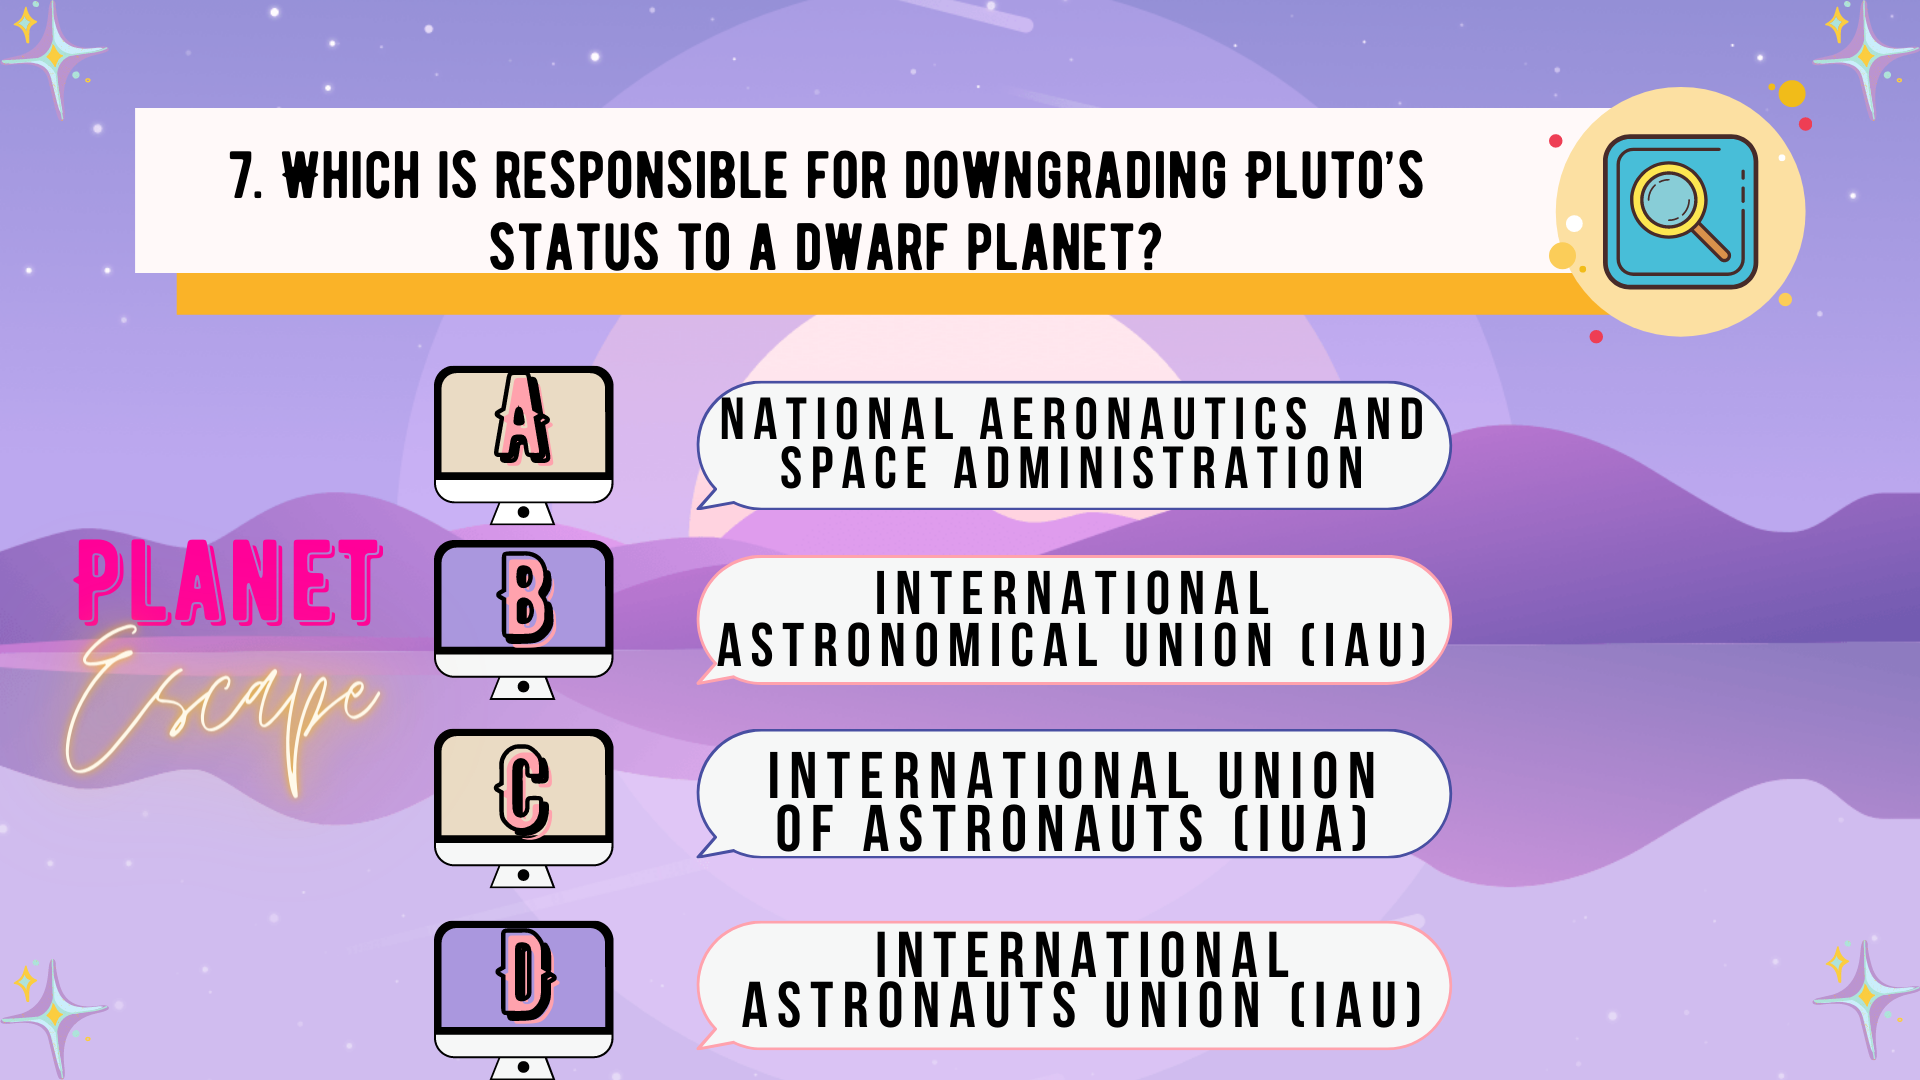 7. WHICH IS RESPONSIBLE FOR DOWNGRADING PLUTO'S
STATUS TO A DWARF PLANET?
A
NATIONAL AERONAUTICS AND
SPACE ADMINISTRATION
PLANET
Escape
B
INTERNATIONAL
ASTRONOMICAL UNION (IAU)
C
INTERNATIONAL UNION
OF ASTRONAUTS (IUA)
D
INTERNATIONAL
ASTRONAUTS UNION (IAU)